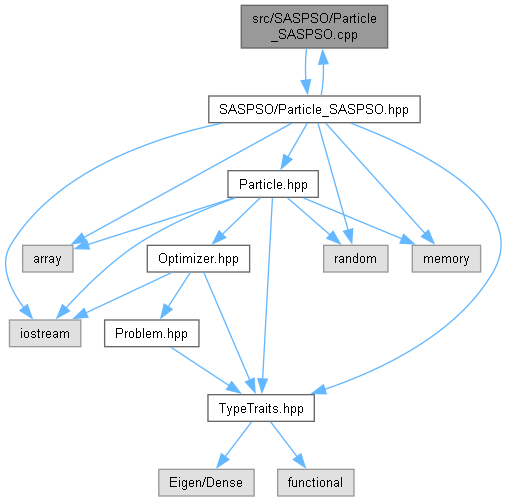 src/SASPSO/Particle
_SASPSO.cpp
SASPSO/Particle_SASPSO.hpp
Particle.hpp
array
Optimizer.hpp
random
memory
iostream
Problem.hpp
TypeTraits.hpp
Eigen/Dense
functional